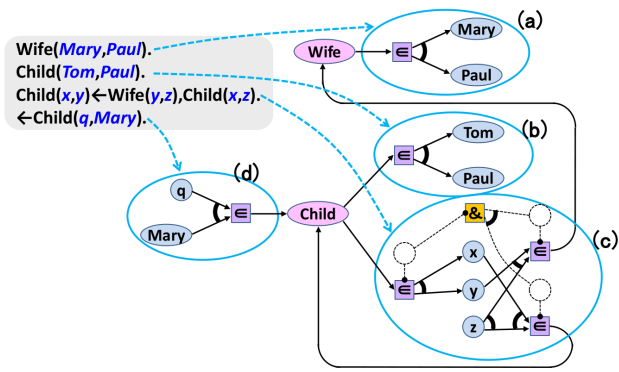 Wife(Mary,Paul).
Child(Tom,Paul).
Child(x,y)←Wife(y,z),Child(x,z).
←Child(q,Mary).
(a)
Wife
∈
Mary
Paul
(b)
∈
Tom
Paul
(d)
q
Mary
∈
Child
(c)
&
x
∈
∈
y
z
∈